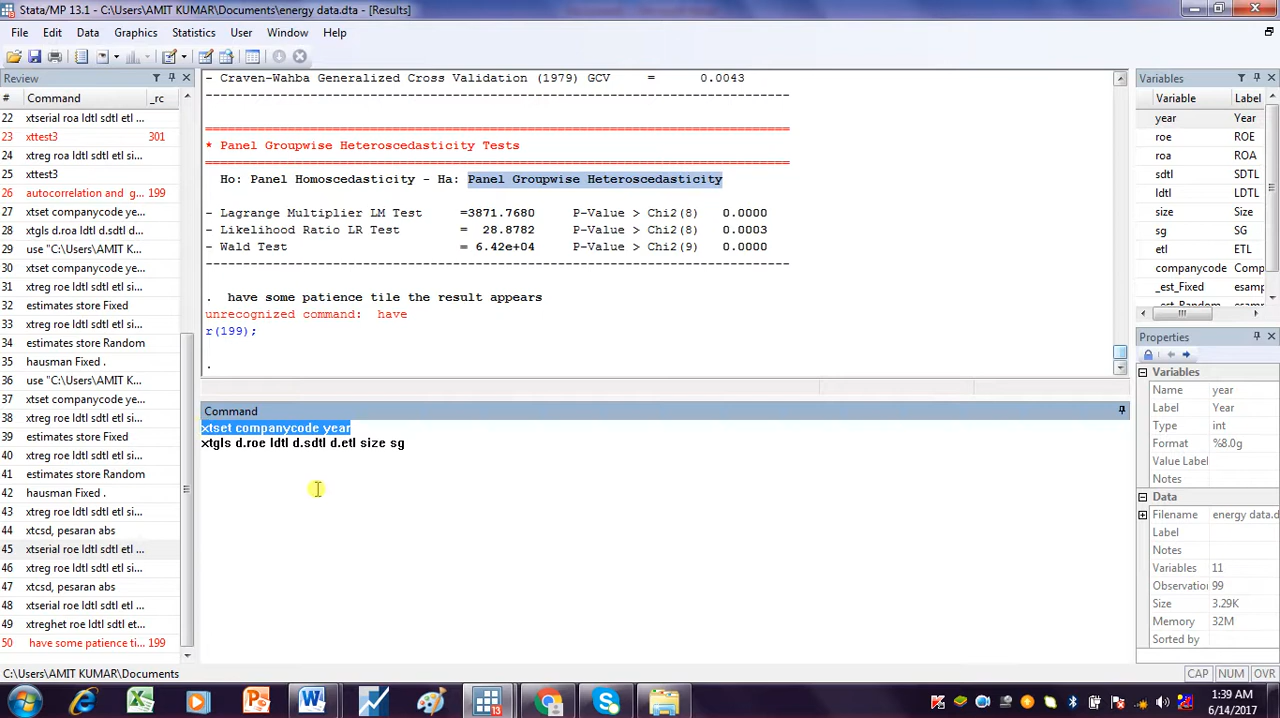 Stata/MP 13.1 - C:\Users\AMIT KUMAR\Documents\energy data.dta - [Results]
File Edit Data Graphics Statistics User Window Help
Review
# Command _rc
22 xtserial roa ldtl sdtl etl ...
23 xttest3 301
24 xtreg roa ldtl sdtl etl si...
25 xttest3
26 autocorrelation and g... 199
27 xtset companycode ye...
28 xtgls d.roa ldtl d.sdtl d...
29 use "C:\Users\AMIT K...
30 xtset companycode ye...
31 xtreg roe ldtl sdtl etl si...
32 estimates store Fixed
33 xtreg roe ldtl sdtl etl si...
34 estimates store Random
35 hausman Fixed .
36 use "C:\Users\AMIT K...
37 xtset companycode ye...
38 xtreg roe ldtl sdtl etl si...
39 estimates store Fixed
40 xtreg roe ldtl sdtl etl si...
41 estimates store Random
42 hausman Fixed .
43 xtreg roe ldtl sdtl etl si...
44 xtcsd, pesaran abs
45 xtserial roe ldtl sdtl etl ...
46 xtreg roe ldtl sdtl etl si...
47 xtcsd, pesaran abs
48 xtserial roe ldtl sdtl etl ...
49 xtreghet roe ldtl sdtl et...
50 have some patience ti... 199
- Craven-Wahba Generalized Cross Validation (1979) GCV = 0.0043
* Panel Groupwise Heteroscedasticity Tests
Ho: Panel Homoscedasticity - Ha: Panel Groupwise Heteroscedasticity
- Lagrange Multiplier LM Test =3871.7680 P-Value > Chi2(8) 0.0000
- Likelihood Ratio LR Test = 28.8782 P-Value > Chi2(8) 0.0003
- Wald Test = 6.42e+04 P-Value > Chi2(9) 0.0000
. have some patience tile the result appears
unrecognized command: have
r(199);
.
Command
xtset companycode year
xtgls d.roe ldtl d.sdtl d.etl size sg
Variables
Variable Label
year Year
roe ROE
roa ROA
sdtl SDTL
ldtl LDTL
size Size
sg SG
etl ETL
companycode Comp
_est_Fixed esamp
_est_Random esamp
Properties
Variables
Name year
Label Year
Type int
Format %8.0g
Value Label
Notes
Data
Filename energy data.d
Label
Notes
Variables 11
Observation 99
Size 3.29K
Memory 32M
Sorted by
C:\Users\AMIT KUMAR\Documents
CAP NUM OVR
1:39 AM
6/14/2017